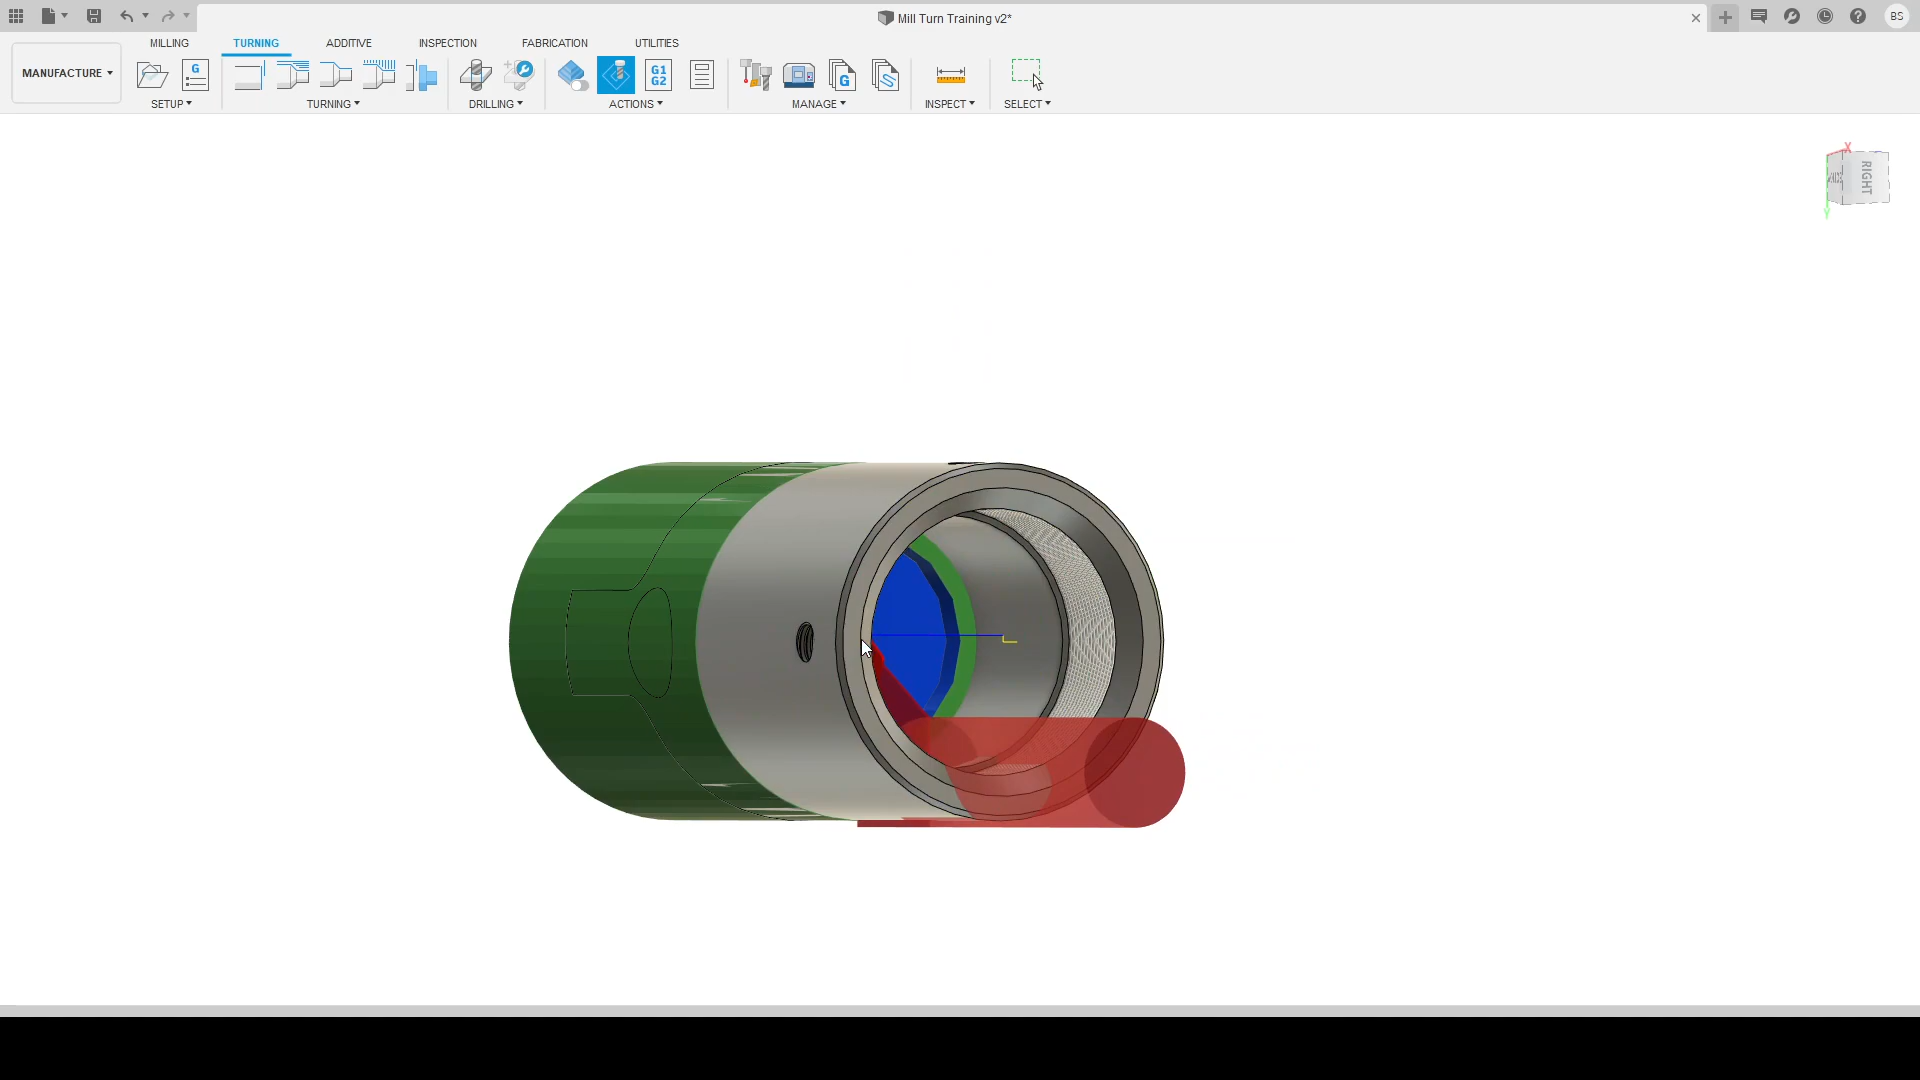 Mill Turn Training v2*
BS
MANUFACTURE
MILLING
TURNING
ADDITIVE
INSPECTION
FABRICATION
UTILITIES
G
G1
G2
G
SETUP
TURNING
DRILLING
ACTIONS
MANAGE
INSPECT
SELECT
X
RIGHT
Y